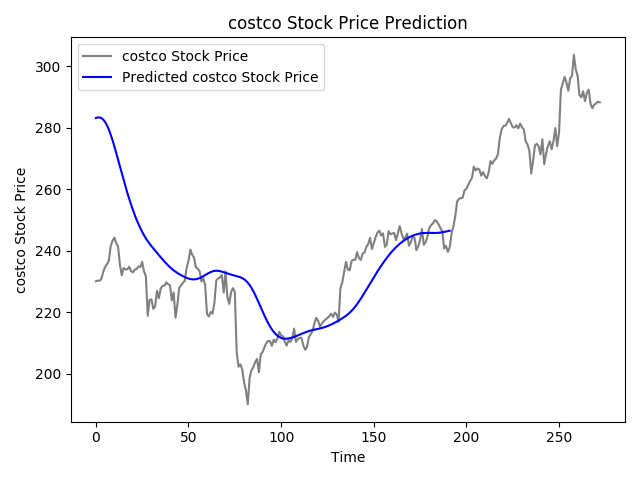 costco Stock Price Prediction
costco Stock Price
Predicted costco Stock Price
costco Stock Price
300
280
260
240
220
200
0 50 100 150 200 250
Time